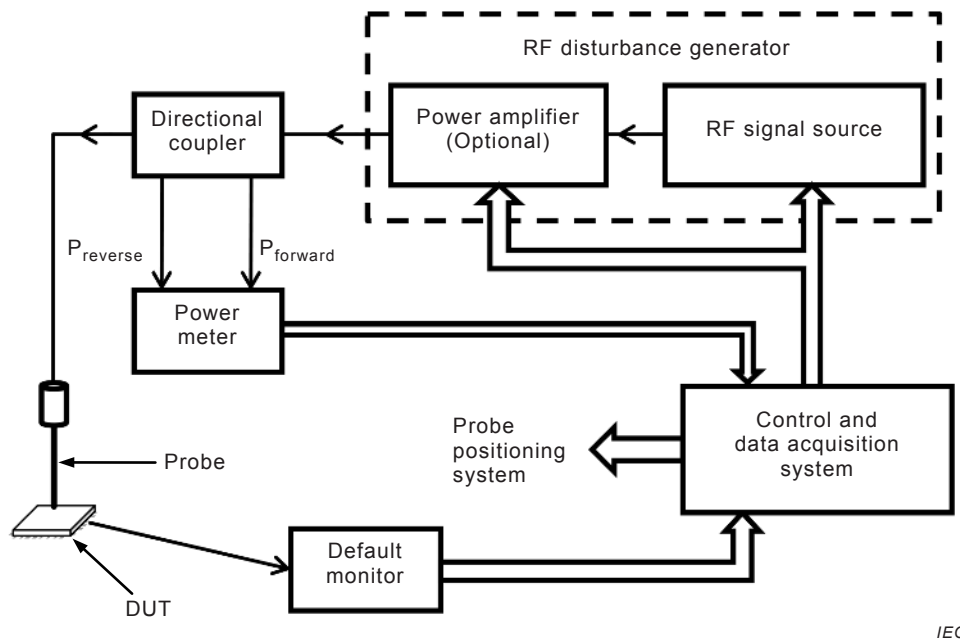 RF disturbance generator
Directional
coupler
Power amplifier
(Optional)
RF signal source
Preverse
Pforward
Power
meter
Probe
positioning
system
Control and
data acquisition
system
Probe
Default
monitor
DUT
IEC